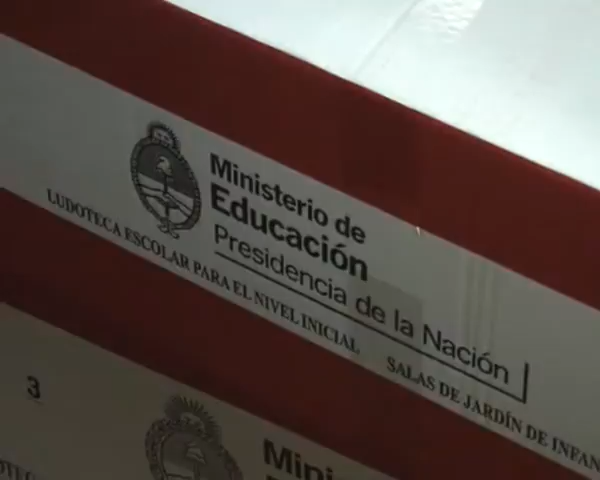 Ministerio de
Educación
Presidencia de la Nación
LUDOTECA ESCOLAR PARA EL NIVEL INICIAL SALAS DE JARDÍN DE INFAN
3
Mini